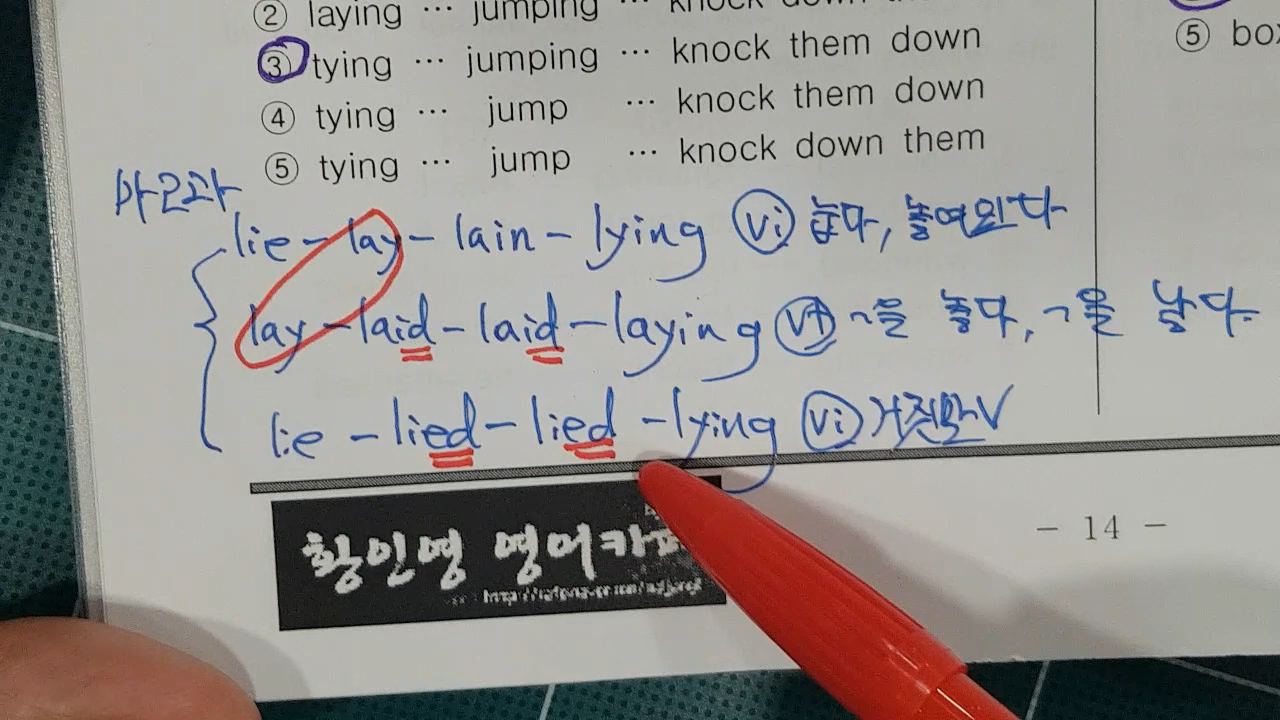 ② laying … jumping … knock down
③ tying … jumping … knock them down
④ tying … jump … knock them down
⑤ tying … jump … knock down them
⑤ box
lie - lay - lain - lying vi 눕다, 놓여있다
lay - laid - laid - laying vt ~을 놓다, ~을 낳다.
lie - lied - lied - lying vi 거짓말V
황인영 영어카페
- 14 -